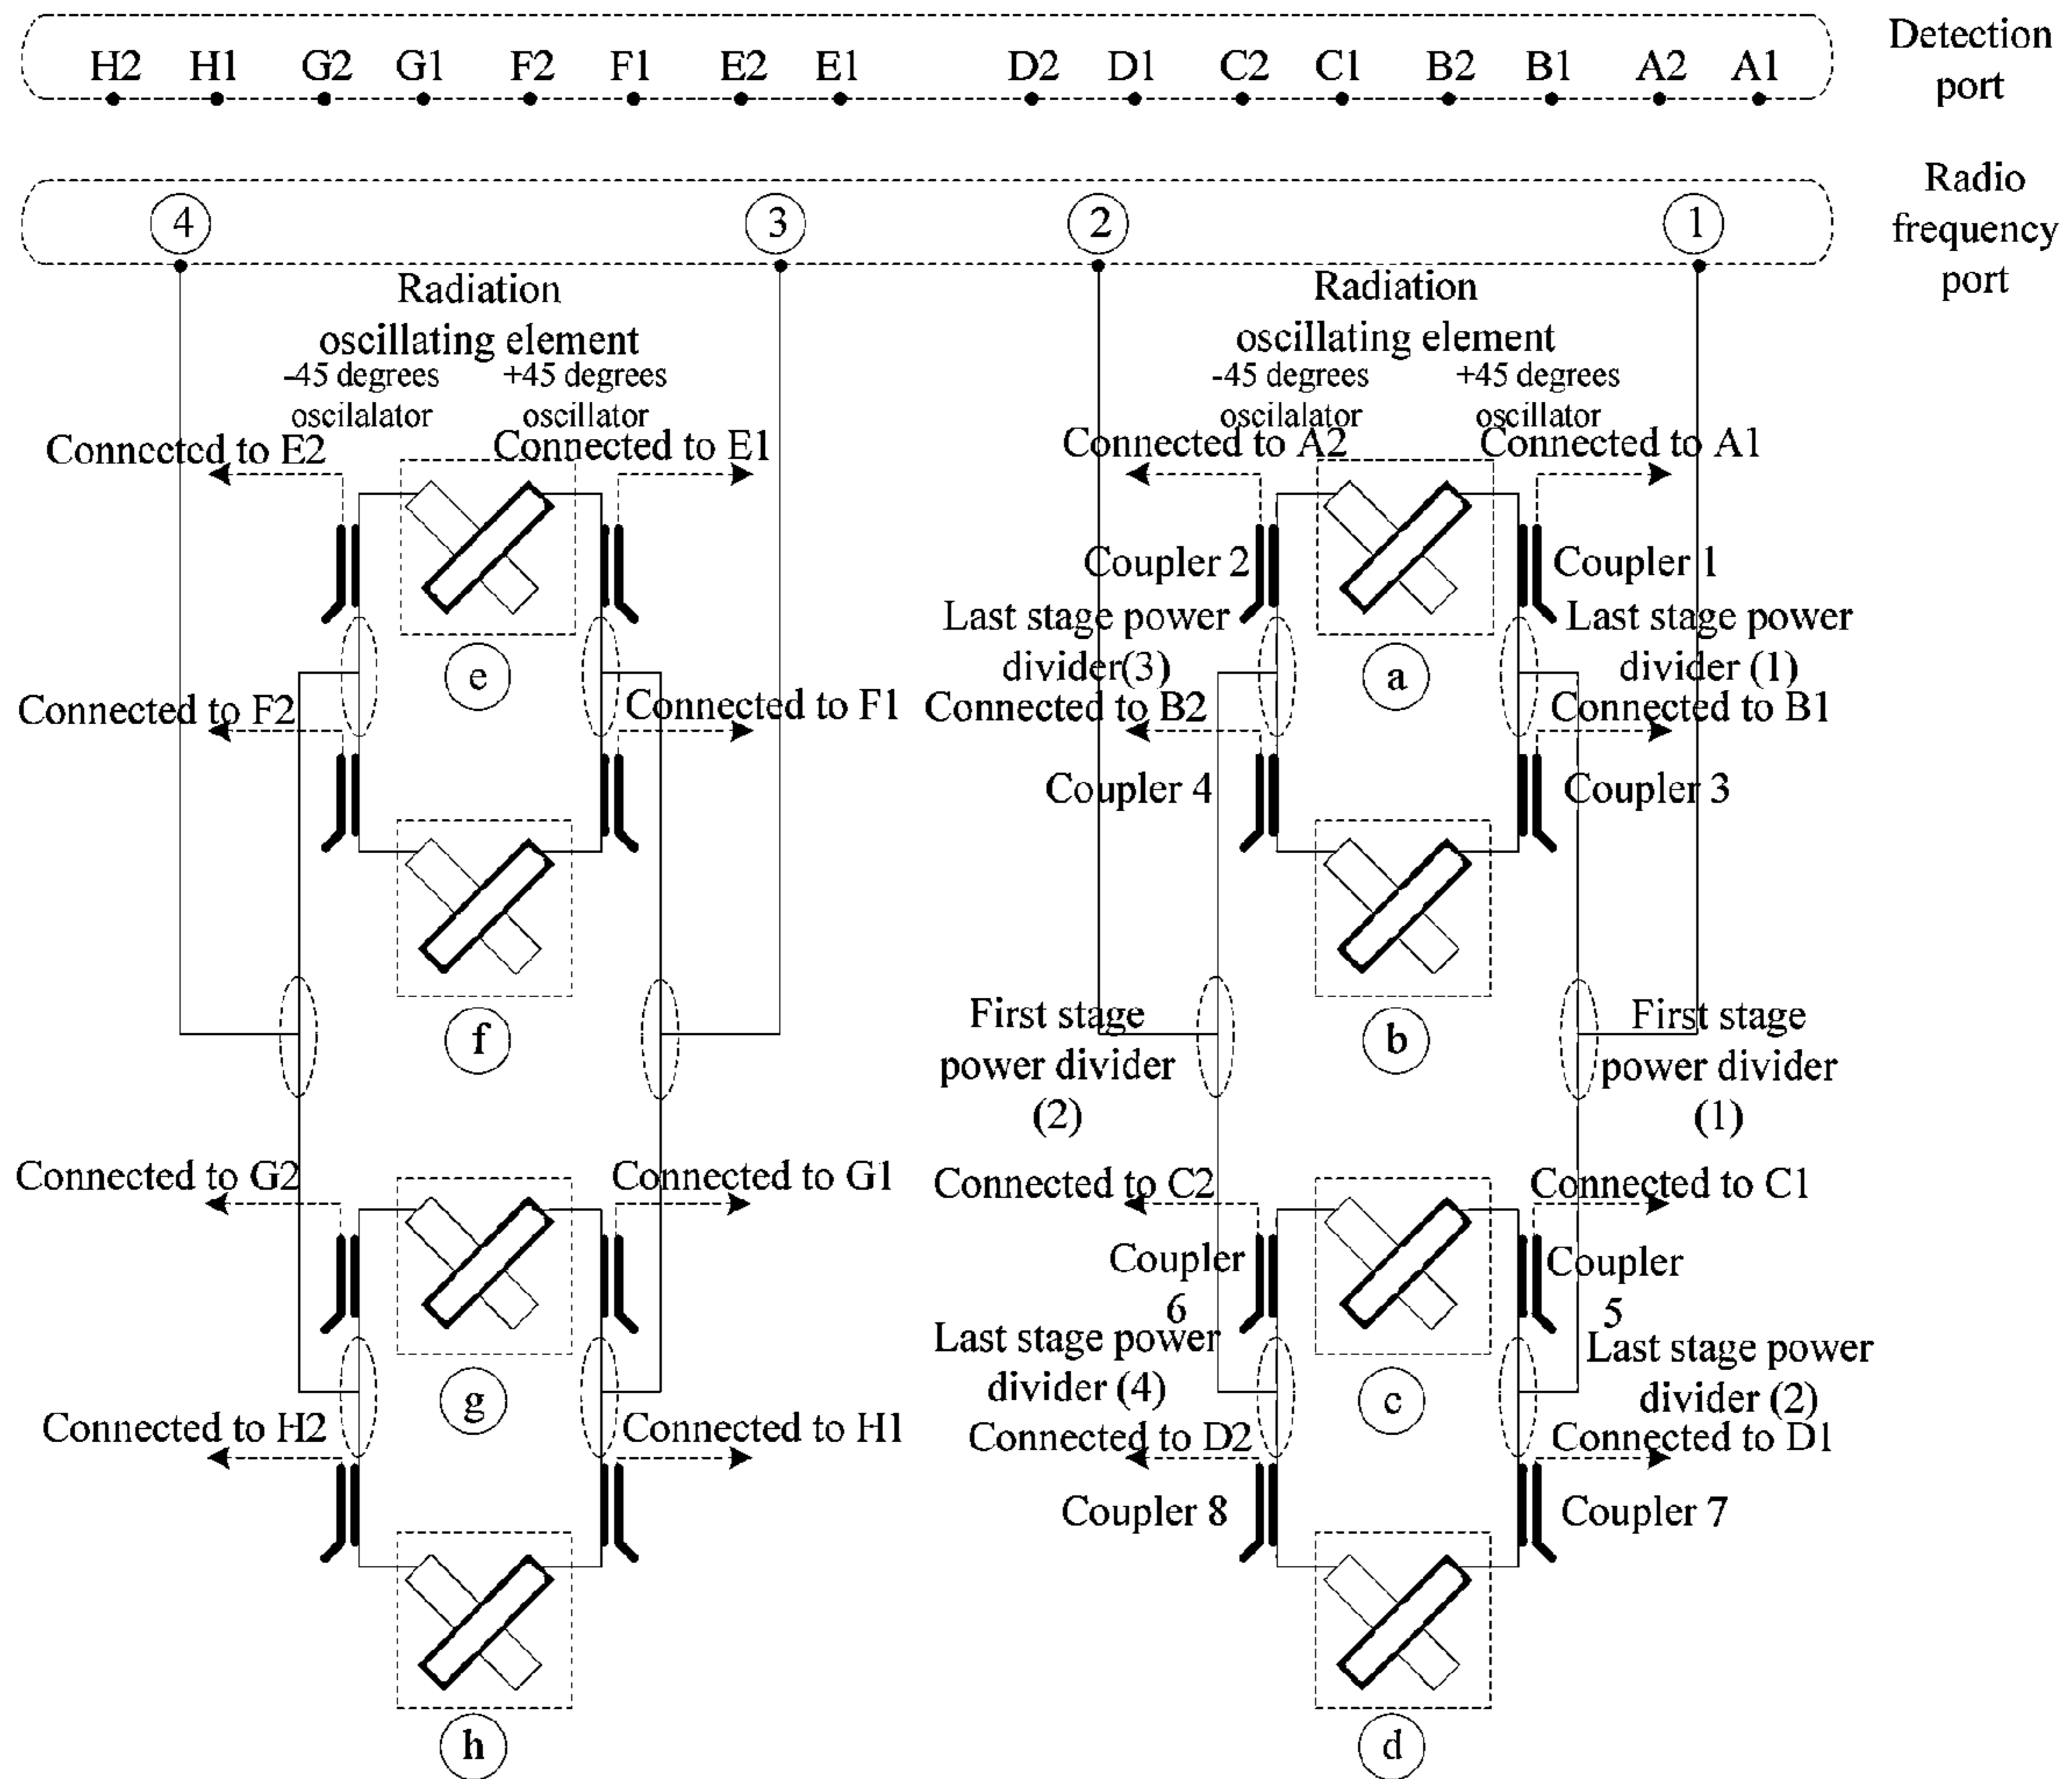 H2 H1 G2 G1 F2 F1 E2 E1 D2 D1 C2 C1 B2 B1 A2 A1
Detection
port
Radio
frequency
port
4 3 2 1
Radiation
oscillating element
-45 degrees
oscilalator
+45 degrees
oscillator
Connected to E2
Connected to E1
e
Connected to F2
Connected to F1
f
Connected to G2
Connected to G1
g
Connected to H2
Connected to H1
h
Radiation
oscillating element
-45 degrees
oscilalator
+45 degrees
oscillator
Connected to A2
Connected to A1
Coupler 2
Coupler 1
Last stage power
divider(3)
a
Last stage power
divider (1)
Connected to B2
Connected to B1
Coupler 4
Coupler 3
First stage
power divider
(2)
b
First stage
power divider
(1)
Connected to C2
Connected to C1
Coupler
6
Coupler
5
Last stage power
divider (4)
c
Last stage power
divider (2)
Connected to D2
Connected to D1
Coupler 8
Coupler 7
d